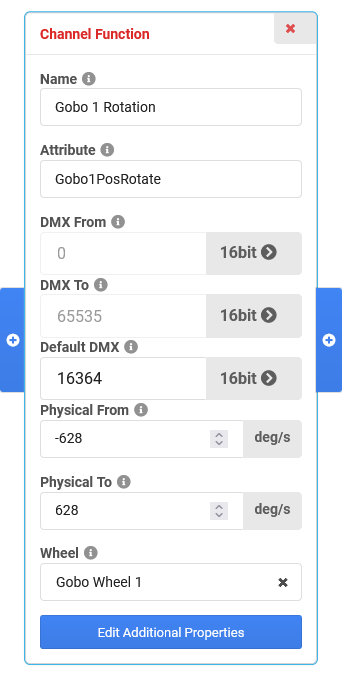 Channel Function
Name
Gobo 1 Rotation
Attribute
Gobo1PosRotate
DMX From
0 16bit
DMX To
65535 16bit
Default DMX
16364 16bit
Physical From
-628 deg/s
Physical To
628 deg/s
Wheel
Gobo Wheel 1
Edit Additional Properties